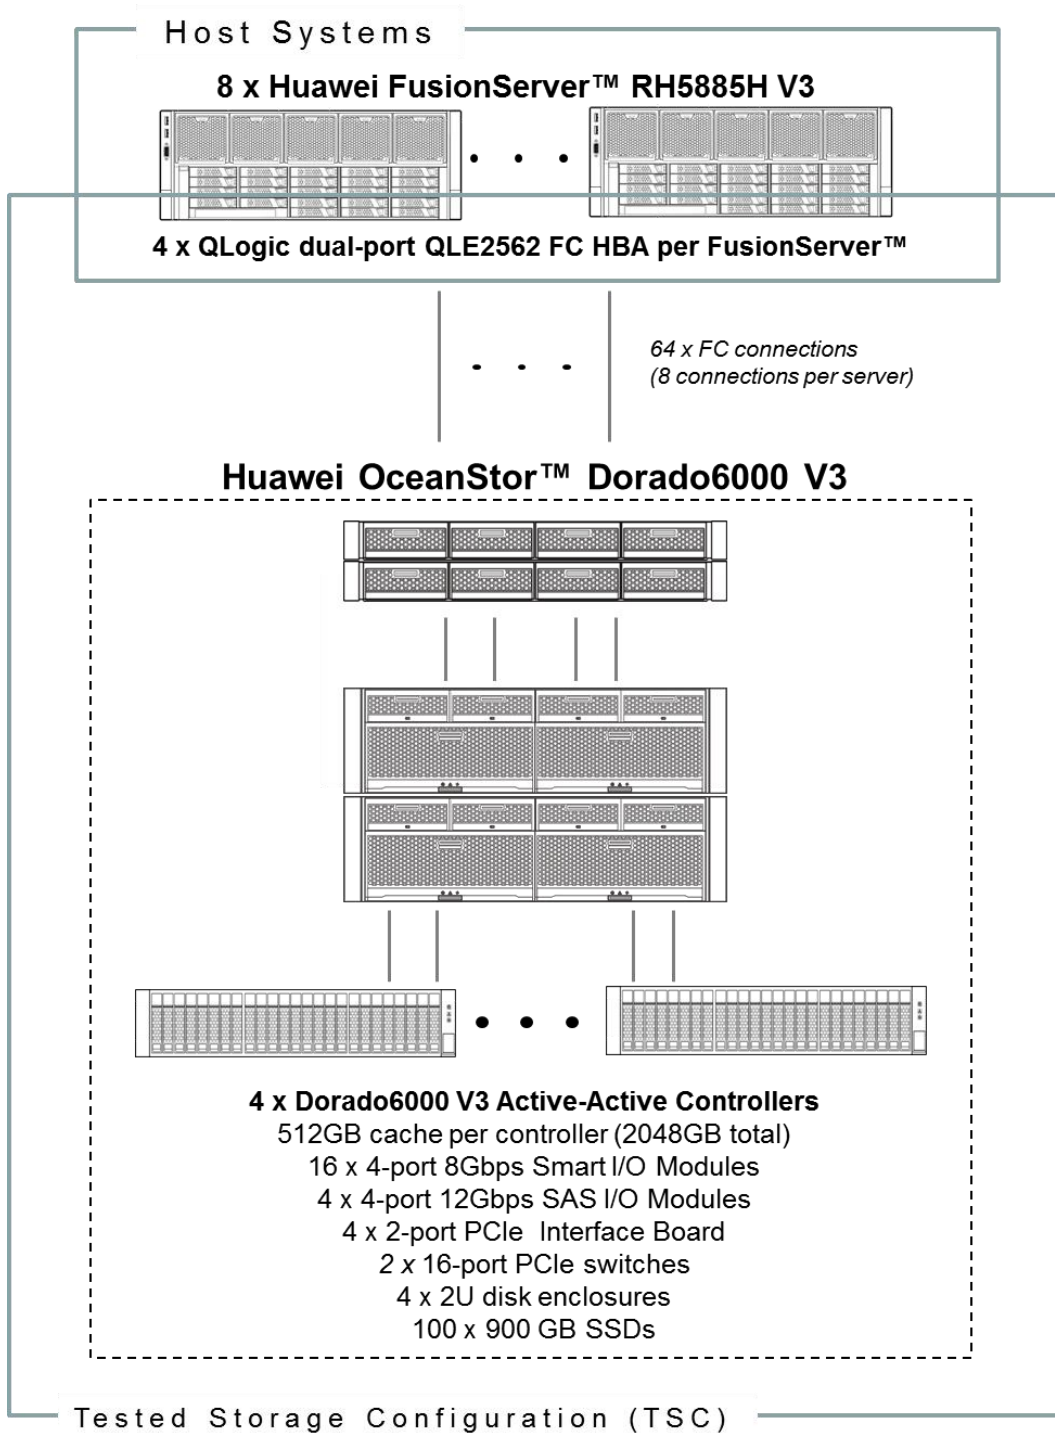 Host Systems
8 x Huawei FusionServer™ RH5885H V3
4 x QLogic dual-port QLE2562 FC HBA per FusionServer™
64 x FC connections
(8 connections per server)
Huawei OceanStor™ Dorado6000 V3
4 x Dorado6000 V3 Active-Active Controllers
512GB cache per controller (2048GB total)
16 x 4-port 8Gbps Smart I/O Modules
4 x 4-port 12Gbps SAS I/O Modules
4 x 2-port PCIe Interface Board
2 x 16-port PCIe switches
4 x 2U disk enclosures
100 x 900 GB SSDs
Tested Storage Configuration (TSC)